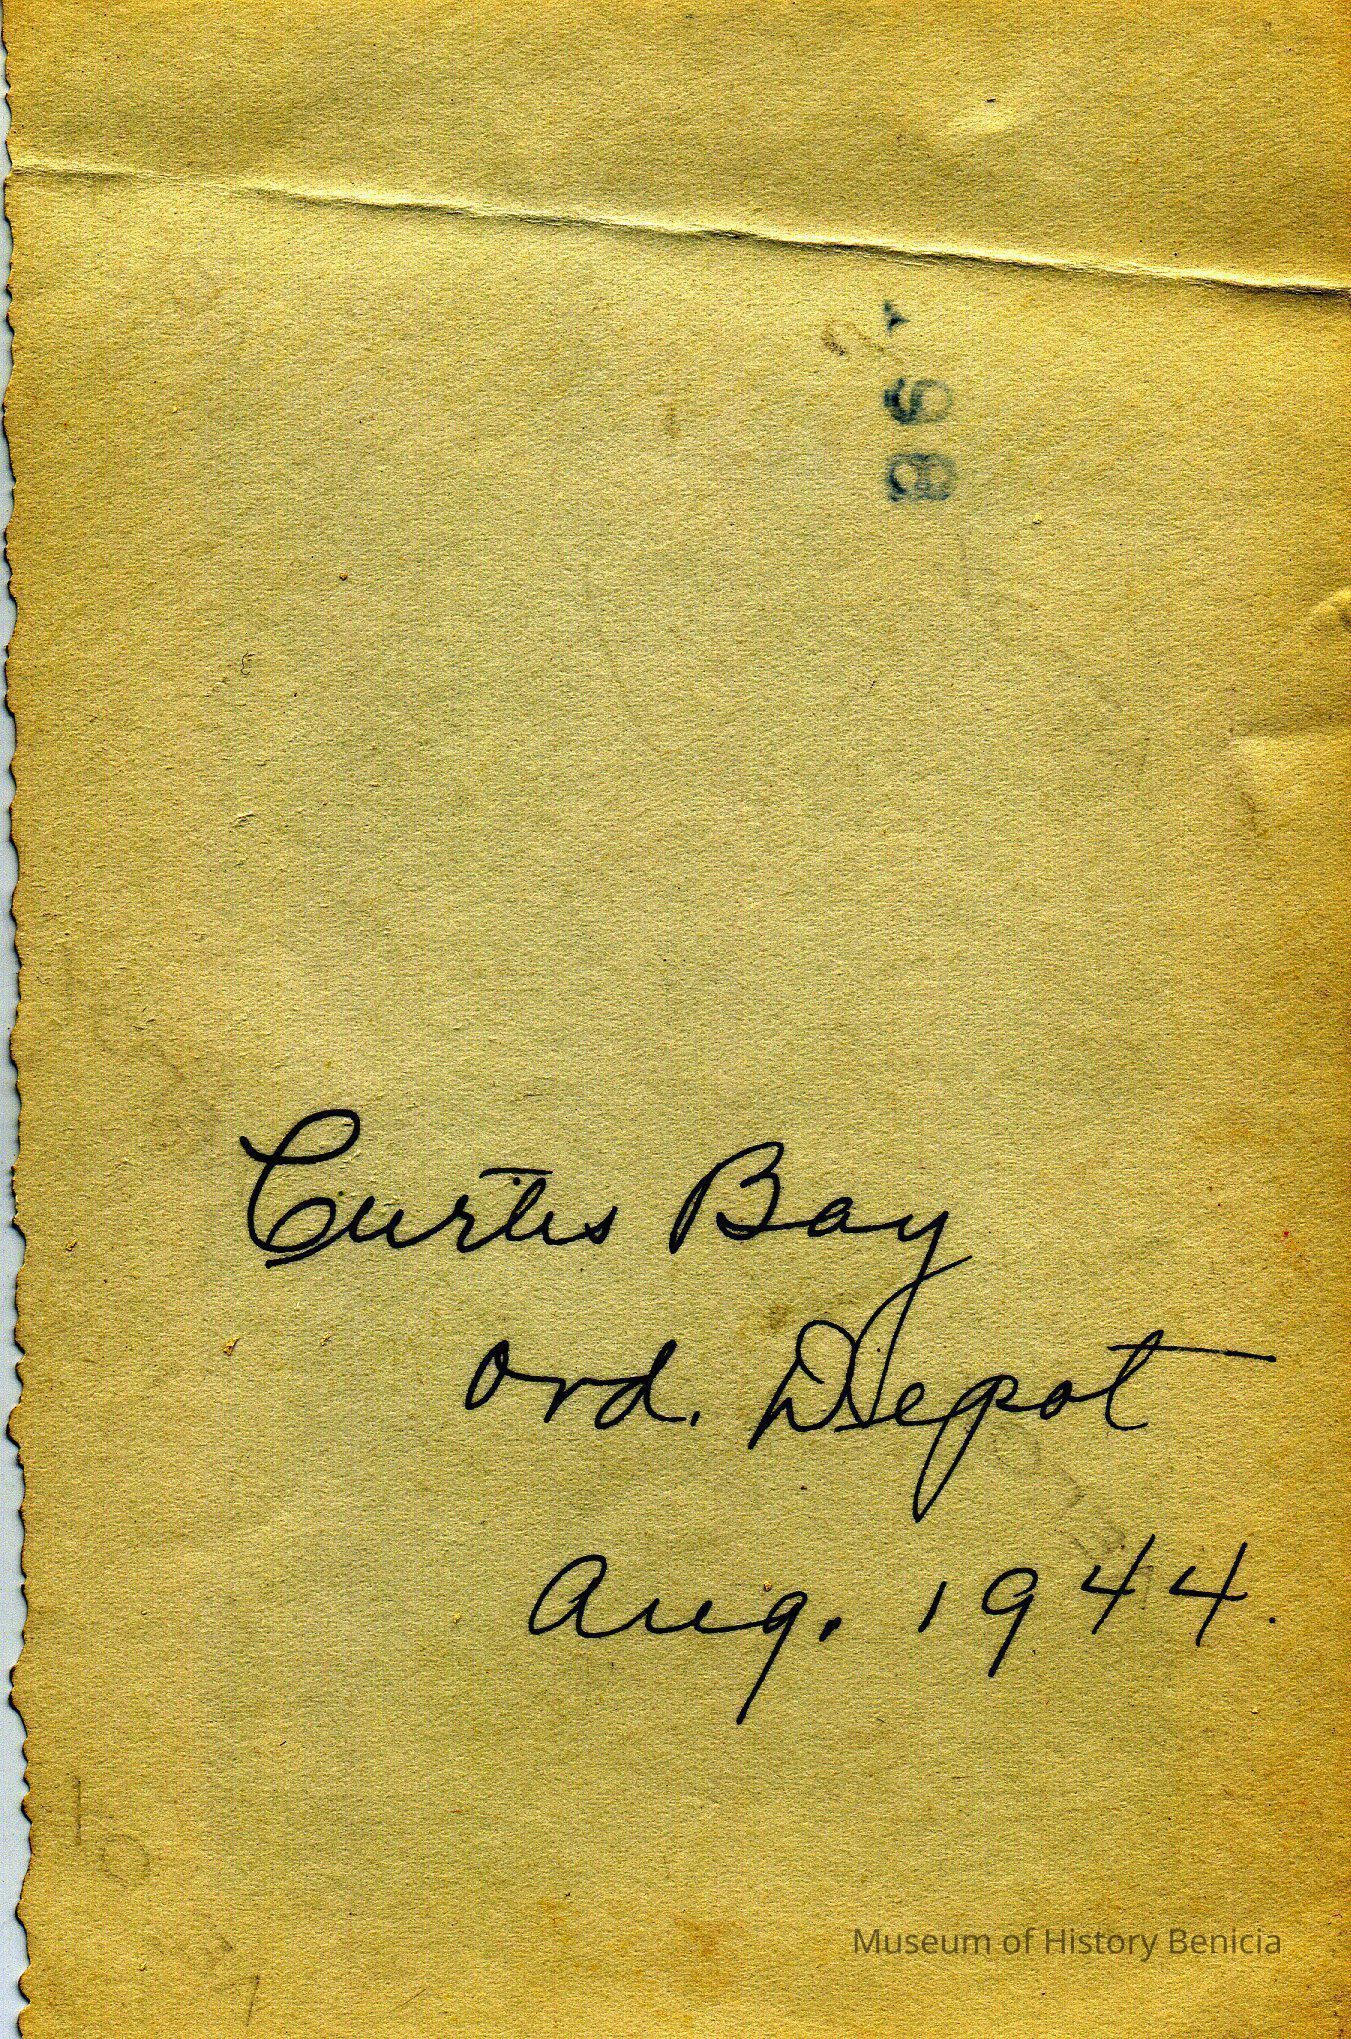 Curtis Bay
Ord. Depot
Aug. 1944.
Museum of History Benicia